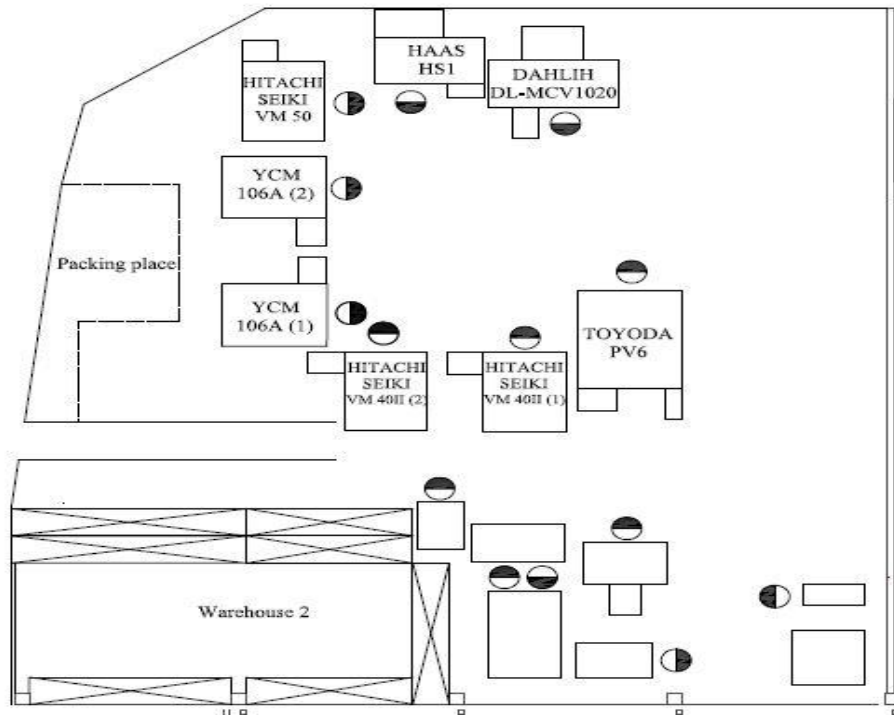 HAAS
HS1
DAHLIH
DL-MCV1020
HITACHI
SEIKI
VM 50
YCM
106A (2)
Packing place
YCM
106A (1)
TOYODA
PV6
HITACHI
SEIKI
VM 40II (2)
HITACHI
SEIKI
VM 40II (1)
Warehouse 2